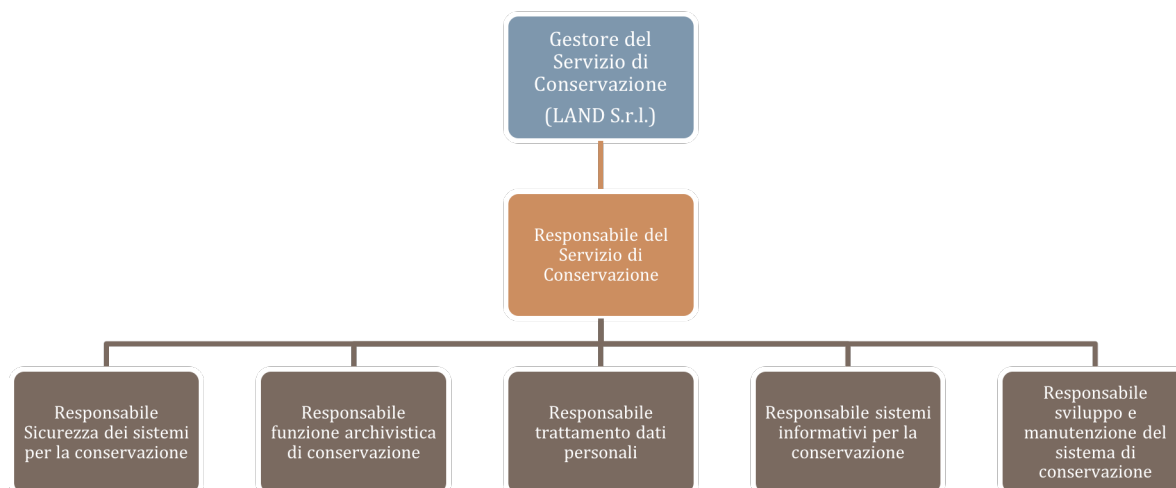 Gestore del
Servizio di
Conservazione
(LAND S.r.l.)
Responsabile del
Servizio di
Conservazione
Responsabile
Sicurezza dei sistemi
per la conservazione
Responsabile
funzione archivistica
di conservazione
Responsabile
trattamento dati
personali
Responsabile sistemi
informativi per la
conservazione
Responsabile
sviluppo e
manutenzione del
sistema di
conservazione